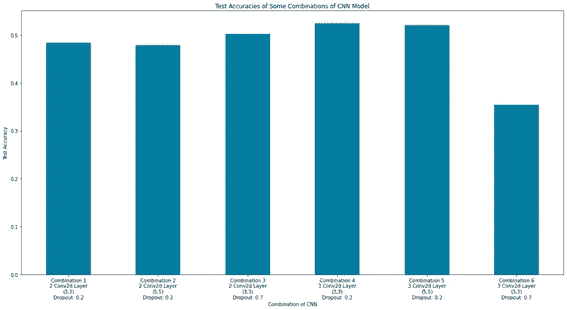 Test Accuracies of Some Combinations of CNN Model
Test Accuracy
0.5
0.4
0.3
0.2
0.1
0.0
Combination 1
2 Conv2d Layer
(3,3)
Dropout: 0.2
Combination 2
2 Conv2d Layer
(5,5)
Dropout: 0.2
Combination 3
2 Conv2d Layer
(3,3)
Dropout: 0.7
Combination 4
3 Conv2d Layer
(3,3)
Dropout: 0.2
Combination 5
3 Conv2d Layer
(5,5)
Dropout: 0.2
Combination 6
3 Conv2d Layer
(3,3)
Dropout: 0.7
Combination of CNN